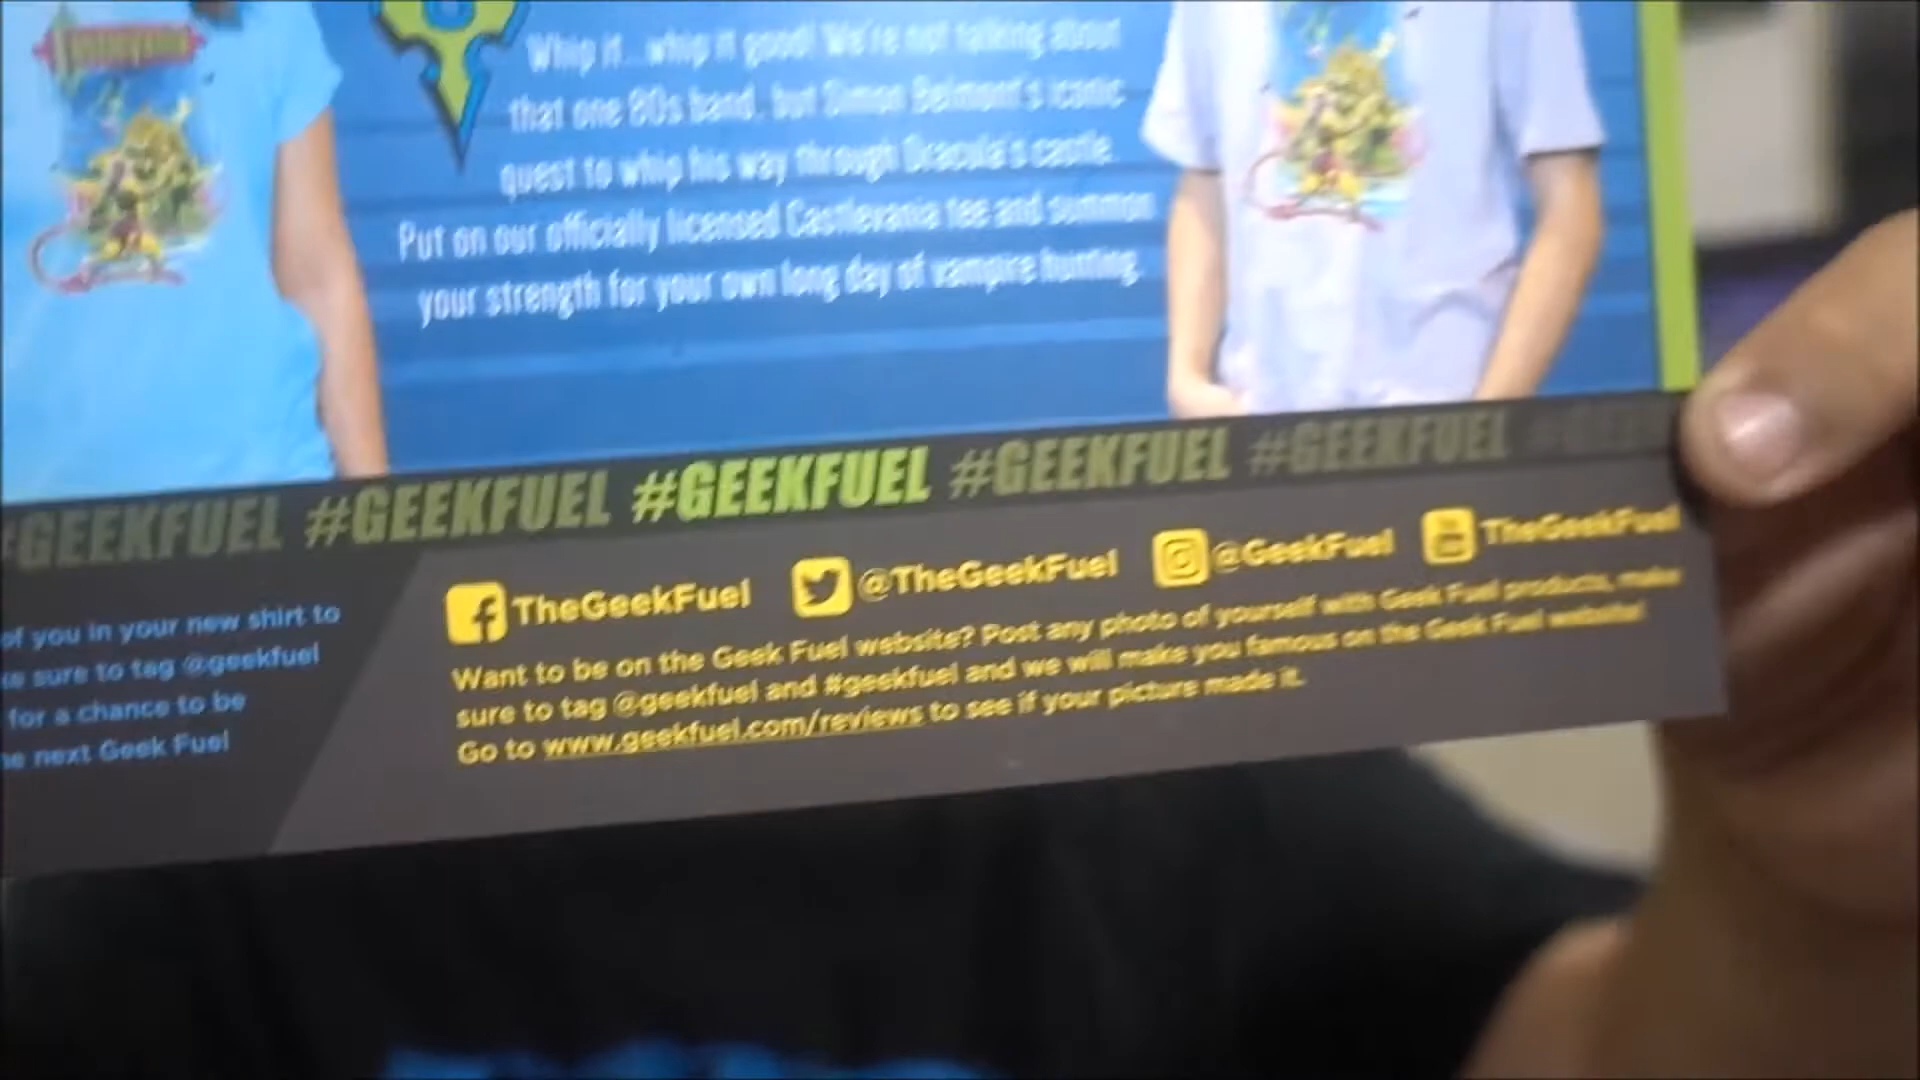 Castlevania
Whip it...whip it good! We're not talking about
that one 80s band, but Simon Belmont's iconic
quest to whip his way through Dracula's castle.
Put on our officially licensed Castlevania tee and summon
your strength for your own long day of vampire hunting.
#GEEKFUEL #GEEKFUEL #GEEKFUEL #GEEKFUEL #GEEKFUEL #GEEKFUEL
of you in your new shirt to
sure to tag @geekfuel
for a chance to be
next Geek Fuel
TheGeekFuel @TheGeekFuel @GeekFuel TheGeekFuel
Want to be on the Geek Fuel website? Post any photo of yourself with Geek Fuel products, make
sure to tag @geekfuel and #geekfuel and we will make you famous on the Geek Fuel website!
Go to www.geekfuel.com/reviews to see if your picture made it.